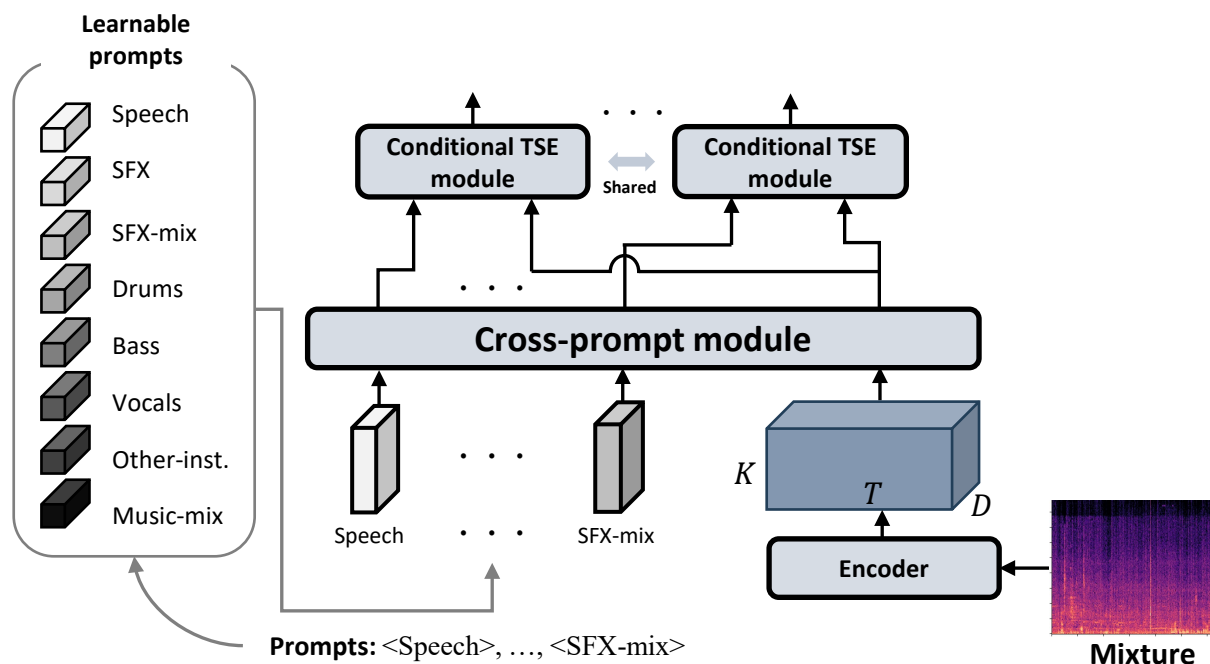 Learnable
prompts
Speech
SFX
SFX-mix
Drums
Bass
Vocals
Other-inst.
Music-mix
. . .
Conditional TSE
module
Shared
Conditional TSE
module
. . .
Cross-prompt module
. . .
. . .
Speech
SFX-mix
K
T
D
Encoder
Mixture
Prompts: <Speech>, …, <SFX-mix>